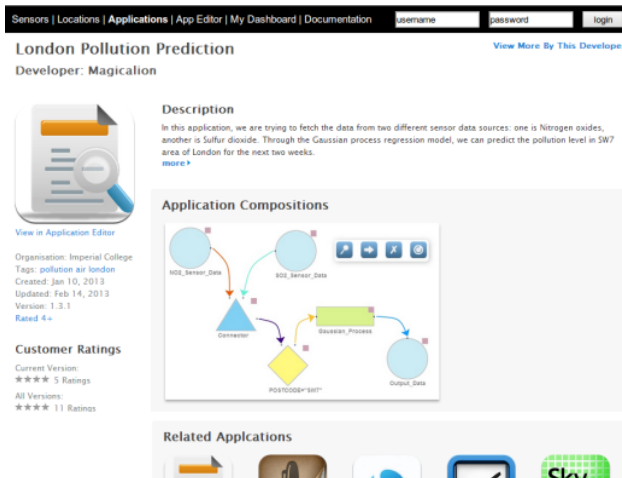 Sensors | Locations | Applications | App Editor | My Dashboard | Documentation
username
password
login
London Pollution Prediction
View More By This Develope
Developer: Magicalion
Description
In this application, we are trying to fetch the data from two different sensor data sources: one is Nitrogen oxides,
another is Sulfur dioxide. Through the Gaussian process regression model, we can predict the pollution level in SW7
area of London for the next two weeks.
more
Application Compositions
SO2_Sensor_Data
Connector
Gaussian_Process
Output_Data
View in Application Editor
Organisation: Imperial College
Tags: pollution air london
Created: Jan 10, 2013
Updated: Feb 14, 2013
Version: 1.3.1
Rated 4+
Customer Ratings
Current Version:
★★★★ 5 Ratings
All Versions:
★★★★ 11 Ratings
Related Applcations
Sky